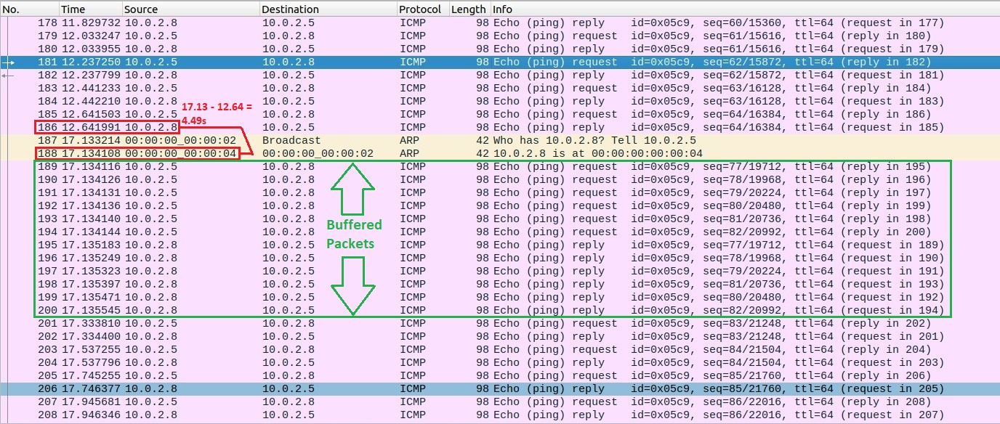 No. Time Source Destination Protocol Length Info
178 11.829732 10.0.2.8 10.0.2.5 ICMP 98 Echo (ping) reply id=0x05c9, seq=60/15360, ttl=64 (request in 177)
179 12.033247 10.0.2.5 10.0.2.8 ICMP 98 Echo (ping) request id=0x05c9, seq=61/15616, ttl=64 (reply in 180)
180 12.033955 10.0.2.8 10.0.2.5 ICMP 98 Echo (ping) reply id=0x05c9, seq=61/15616, ttl=64 (request in 179)
181 12.237250 10.0.2.5 10.0.2.8 ICMP 98 Echo (ping) request id=0x05c9, seq=62/15872, ttl=64 (reply in 182)
182 12.237799 10.0.2.8 10.0.2.5 ICMP 98 Echo (ping) reply id=0x05c9, seq=62/15872, ttl=64 (request in 181)
183 12.441233 10.0.2.5 10.0.2.8 ICMP 98 Echo (ping) request id=0x05c9, seq=63/16128, ttl=64 (reply in 184)
184 12.442210 10.0.2.8 10.0.2.5 ICMP 98 Echo (ping) reply id=0x05c9, seq=63/16128, ttl=64 (request in 183)
17.13 - 12.64 =
185 12.641503 10.0.2.5 10.0.2.8 ICMP 98 Echo (ping) request id=0x05c9, seq=64/16384, ttl=64 (reply in 186)
4.49s
186 12.641991 10.0.2.8 10.0.2.5 ICMP 98 Echo (ping) reply id=0x05c9, seq=64/16384, ttl=64 (request in 185)
187 17.133214 00:00:00_00:00:02 Broadcast ARP 42 Who has 10.0.2.8? Tell 10.0.2.5
188 17.134108 00:00:00_00:00:04 00:00:00_00:00:02 ARP 42 10.0.2.8 is at 00:00:00:00:00:04
189 17.134116 10.0.2.5 10.0.2.8 ICMP 98 Echo (ping) request id=0x05c9, seq=77/19712, ttl=64 (reply in 195)
190 17.134126 10.0.2.5 10.0.2.8 ICMP 98 Echo (ping) request id=0x05c9, seq=78/19968, ttl=64 (reply in 196)
191 17.134131 10.0.2.5 10.0.2.8 ICMP 98 Echo (ping) request id=0x05c9, seq=79/20224, ttl=64 (reply in 197)
192 17.134136 10.0.2.5 10.0.2.8 ICMP 98 Echo (ping) request id=0x05c9, seq=80/20480, ttl=64 (reply in 199)
193 17.134140 10.0.2.5 10.0.2.8 ICMP 98 Echo (ping) request id=0x05c9, seq=81/20736, ttl=64 (reply in 198)
Buffered
194 17.134144 10.0.2.5 10.0.2.8 ICMP 98 Echo (ping) request id=0x05c9, seq=82/20992, ttl=64 (reply in 200)
Packets
195 17.135183 10.0.2.8 10.0.2.5 ICMP 98 Echo (ping) reply id=0x05c9, seq=77/19712, ttl=64 (request in 189)
196 17.135249 10.0.2.8 10.0.2.5 ICMP 98 Echo (ping) reply id=0x05c9, seq=78/19968, ttl=64 (request in 190)
197 17.135323 10.0.2.8 10.0.2.5 ICMP 98 Echo (ping) reply id=0x05c9, seq=79/20224, ttl=64 (request in 191)
198 17.135397 10.0.2.8 10.0.2.5 ICMP 98 Echo (ping) reply id=0x05c9, seq=81/20736, ttl=64 (request in 193)
199 17.135471 10.0.2.8 10.0.2.5 ICMP 98 Echo (ping) reply id=0x05c9, seq=80/20480, ttl=64 (request in 192)
200 17.135545 10.0.2.8 10.0.2.5 ICMP 98 Echo (ping) reply id=0x05c9, seq=82/20992, ttl=64 (request in 194)
201 17.333810 10.0.2.5 10.0.2.8 ICMP 98 Echo (ping) request id=0x05c9, seq=83/21248, ttl=64 (reply in 202)
202 17.334400 10.0.2.8 10.0.2.5 ICMP 98 Echo (ping) reply id=0x05c9, seq=83/21248, ttl=64 (request in 201)
203 17.537255 10.0.2.5 10.0.2.8 ICMP 98 Echo (ping) request id=0x05c9, seq=84/21504, ttl=64 (reply in 204)
204 17.537796 10.0.2.8 10.0.2.5 ICMP 98 Echo (ping) reply id=0x05c9, seq=84/21504, ttl=64 (request in 203)
205 17.745255 10.0.2.5 10.0.2.8 ICMP 98 Echo (ping) request id=0x05c9, seq=85/21760, ttl=64 (reply in 206)
206 17.746377 10.0.2.8 10.0.2.5 ICMP 98 Echo (ping) reply id=0x05c9, seq=85/21760, ttl=64 (request in 205)
207 17.945681 10.0.2.5 10.0.2.8 ICMP 98 Echo (ping) request id=0x05c9, seq=86/22016, ttl=64 (reply in 208)
208 17.946346 10.0.2.8 10.0.2.5 ICMP 98 Echo (ping) reply id=0x05c9, seq=86/22016, ttl=64 (request in 207)